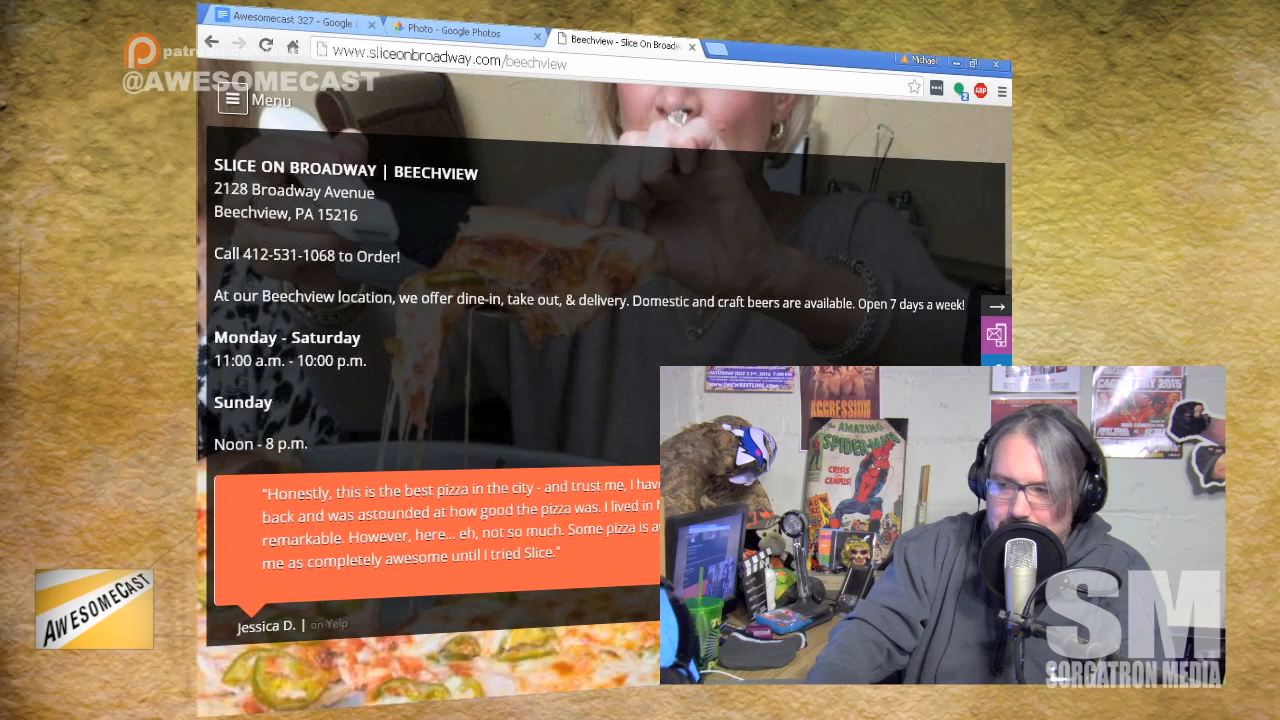 Awesomecast 327 - Google
Photo - Google Photos
Beechview - Slice On Broadw
Michael
www.sliceonbroadway.com/beechview
@AWESOMECAST
Menu
ABP
2
SLICE ON BROADWAY | BEECHVIEW
2128 Broadway Avenue
Beechview, PA 15216
Call 412-531-1068 to Order!
At our Beechview location, we offer dine-in, take out, & delivery. Domestic and craft beers are available. Open 7 days a week!
Monday - Saturday
11:00 a.m. - 10:00 p.m.
Sunday
Noon - 8 p.m.
"Honestly, this is the best pizza in the city - and trust me, I hav
back and was astounded at how good the pizza was. I lived in
remarkable. However, here... eh, not so much. Some pizza is a
me as completely awesome until I tried Slice."
Jessica D. | on Yelp
AGGRESSION
THE AMAZING
SPIDER-MAN
CRISIS
ON
CAMPUS!
AWESOMECAST
SM
SORGATRON MEDIA